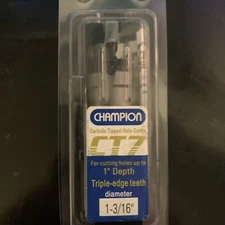 CHAMPION
Carbide Tipped Hole Cutter
CT7
For cutting holes up to
1" Depth
Triple-edge teeth
diameter
1-3/16"